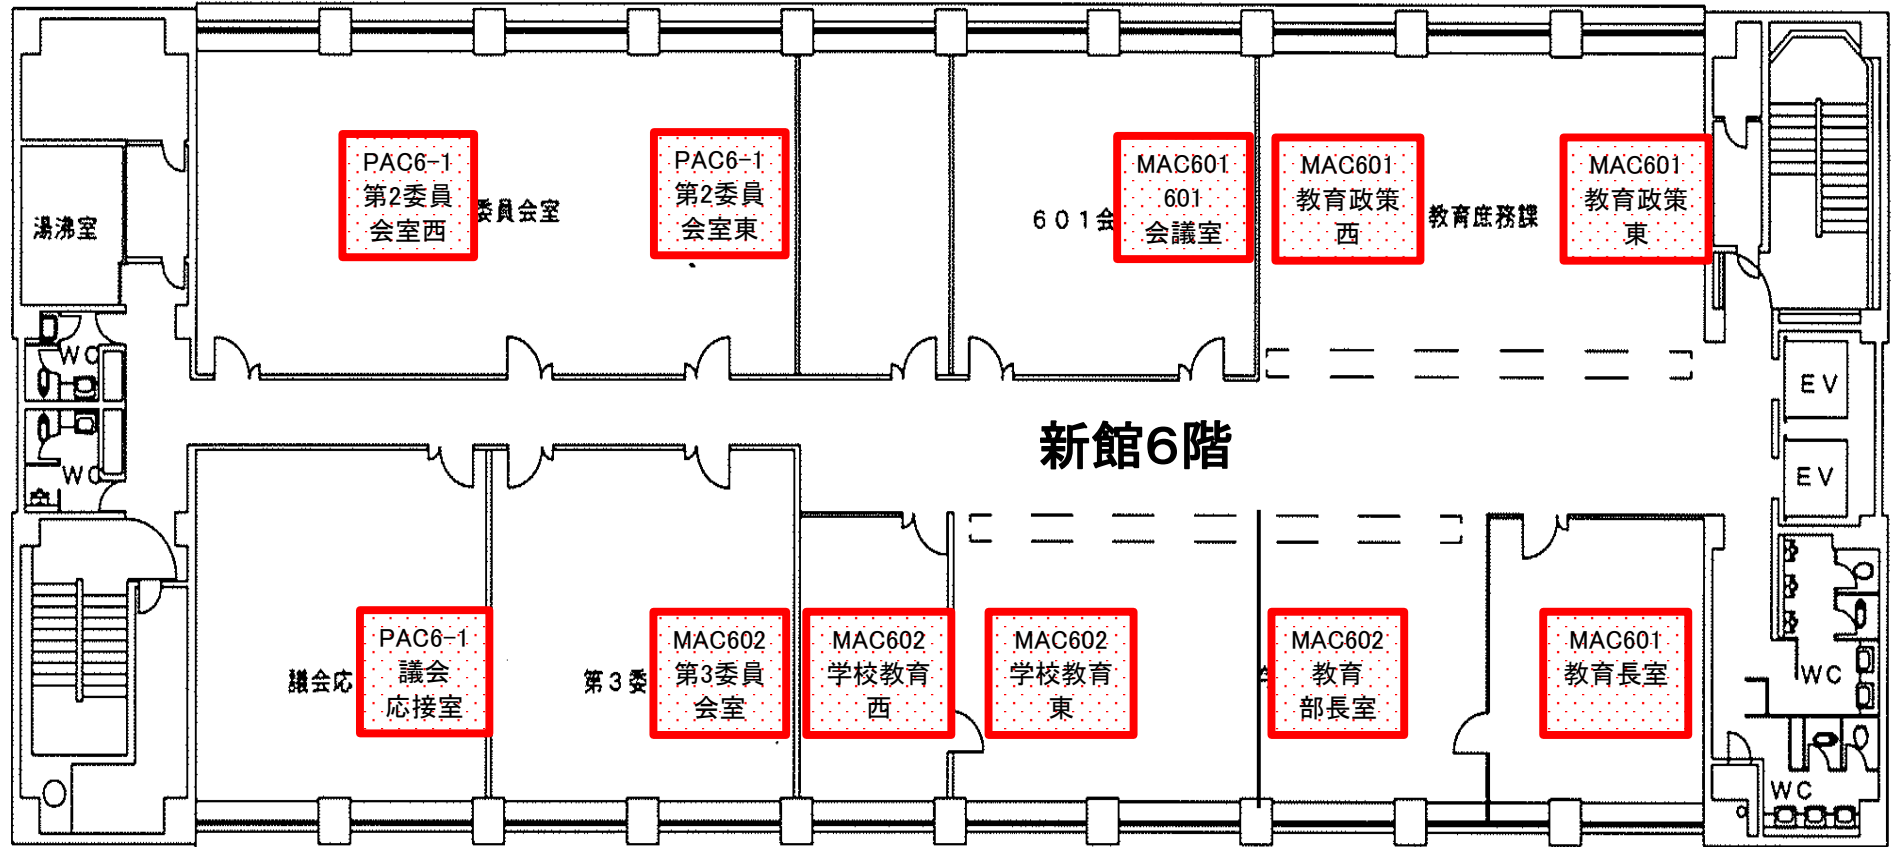 PAC6-1
第2委員
会室西
委員会室
PAC6-1
第2委員
会室東
601会
MAC601
601
会議室
MAC601
教育政策
西
教育庶務課
MAC601
教育政策
東
湯沸室
WC
WC
新館6階
EV
EV
議会応
PAC6-1
議会
応接室
第3委
MAC602
第3委員
会室
MAC602
学校教育
西
MAC602
学校教育
東
MAC602
教育
部長室
MAC601
教育長室
WC
WC